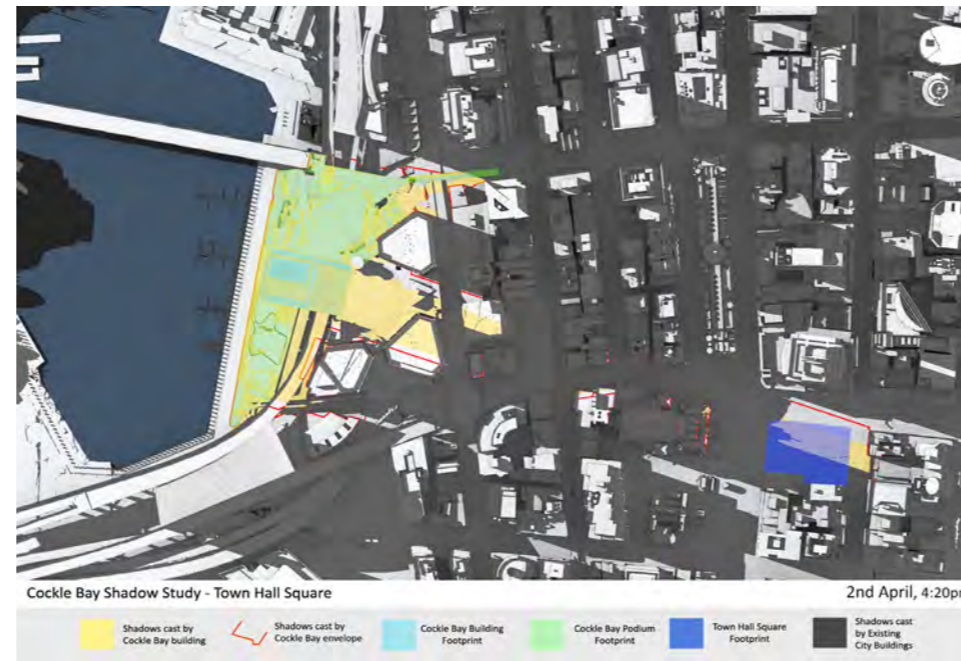 Cockle Bay Shadow Study - Town Hall Square
2nd April, 4:20pm
Shadows cast by
Cockle Bay building
Shadows cast by
Cockle Bay envelope
Cockle Bay Building
Footprint
Cockle Bay Podium
Footprint
Town Hall Square
Footprint
Shadows cast
by Existing
City Buildings